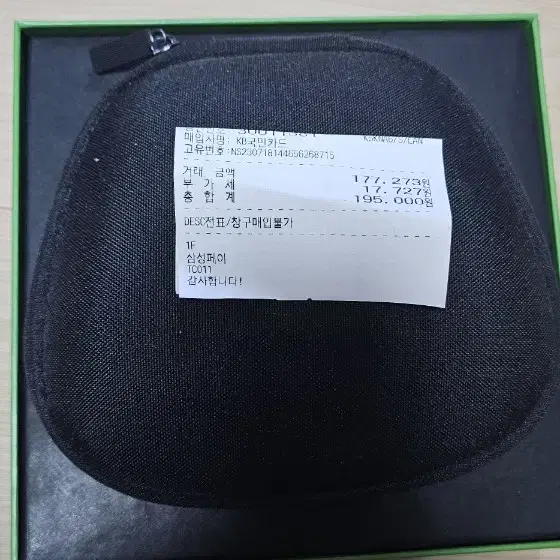 매입사명: KB국민카드
고유번호:NS230718144656268715
거래 금액 177,273원
부 가 세 17,727원
총 합 계 195,000원
DESC전표/창구매입불가
1F
삼성페이
TC011
감사합니다!